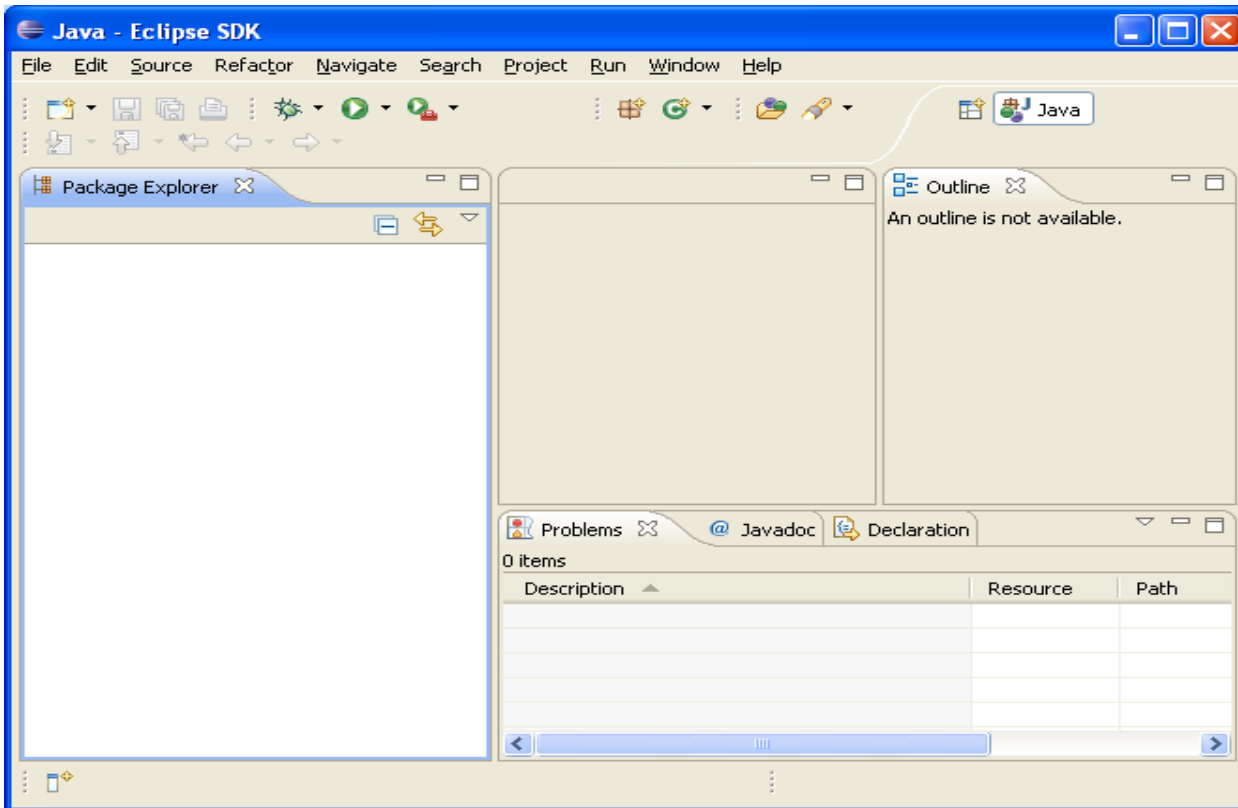 Java - Eclipse SDK
File Edit Source Refactor Navigate Search Project Run Window Help
Java
Package Explorer
Outline
An outline is not available.
Problems @ Javadoc Declaration
0 items
Description Resource Path